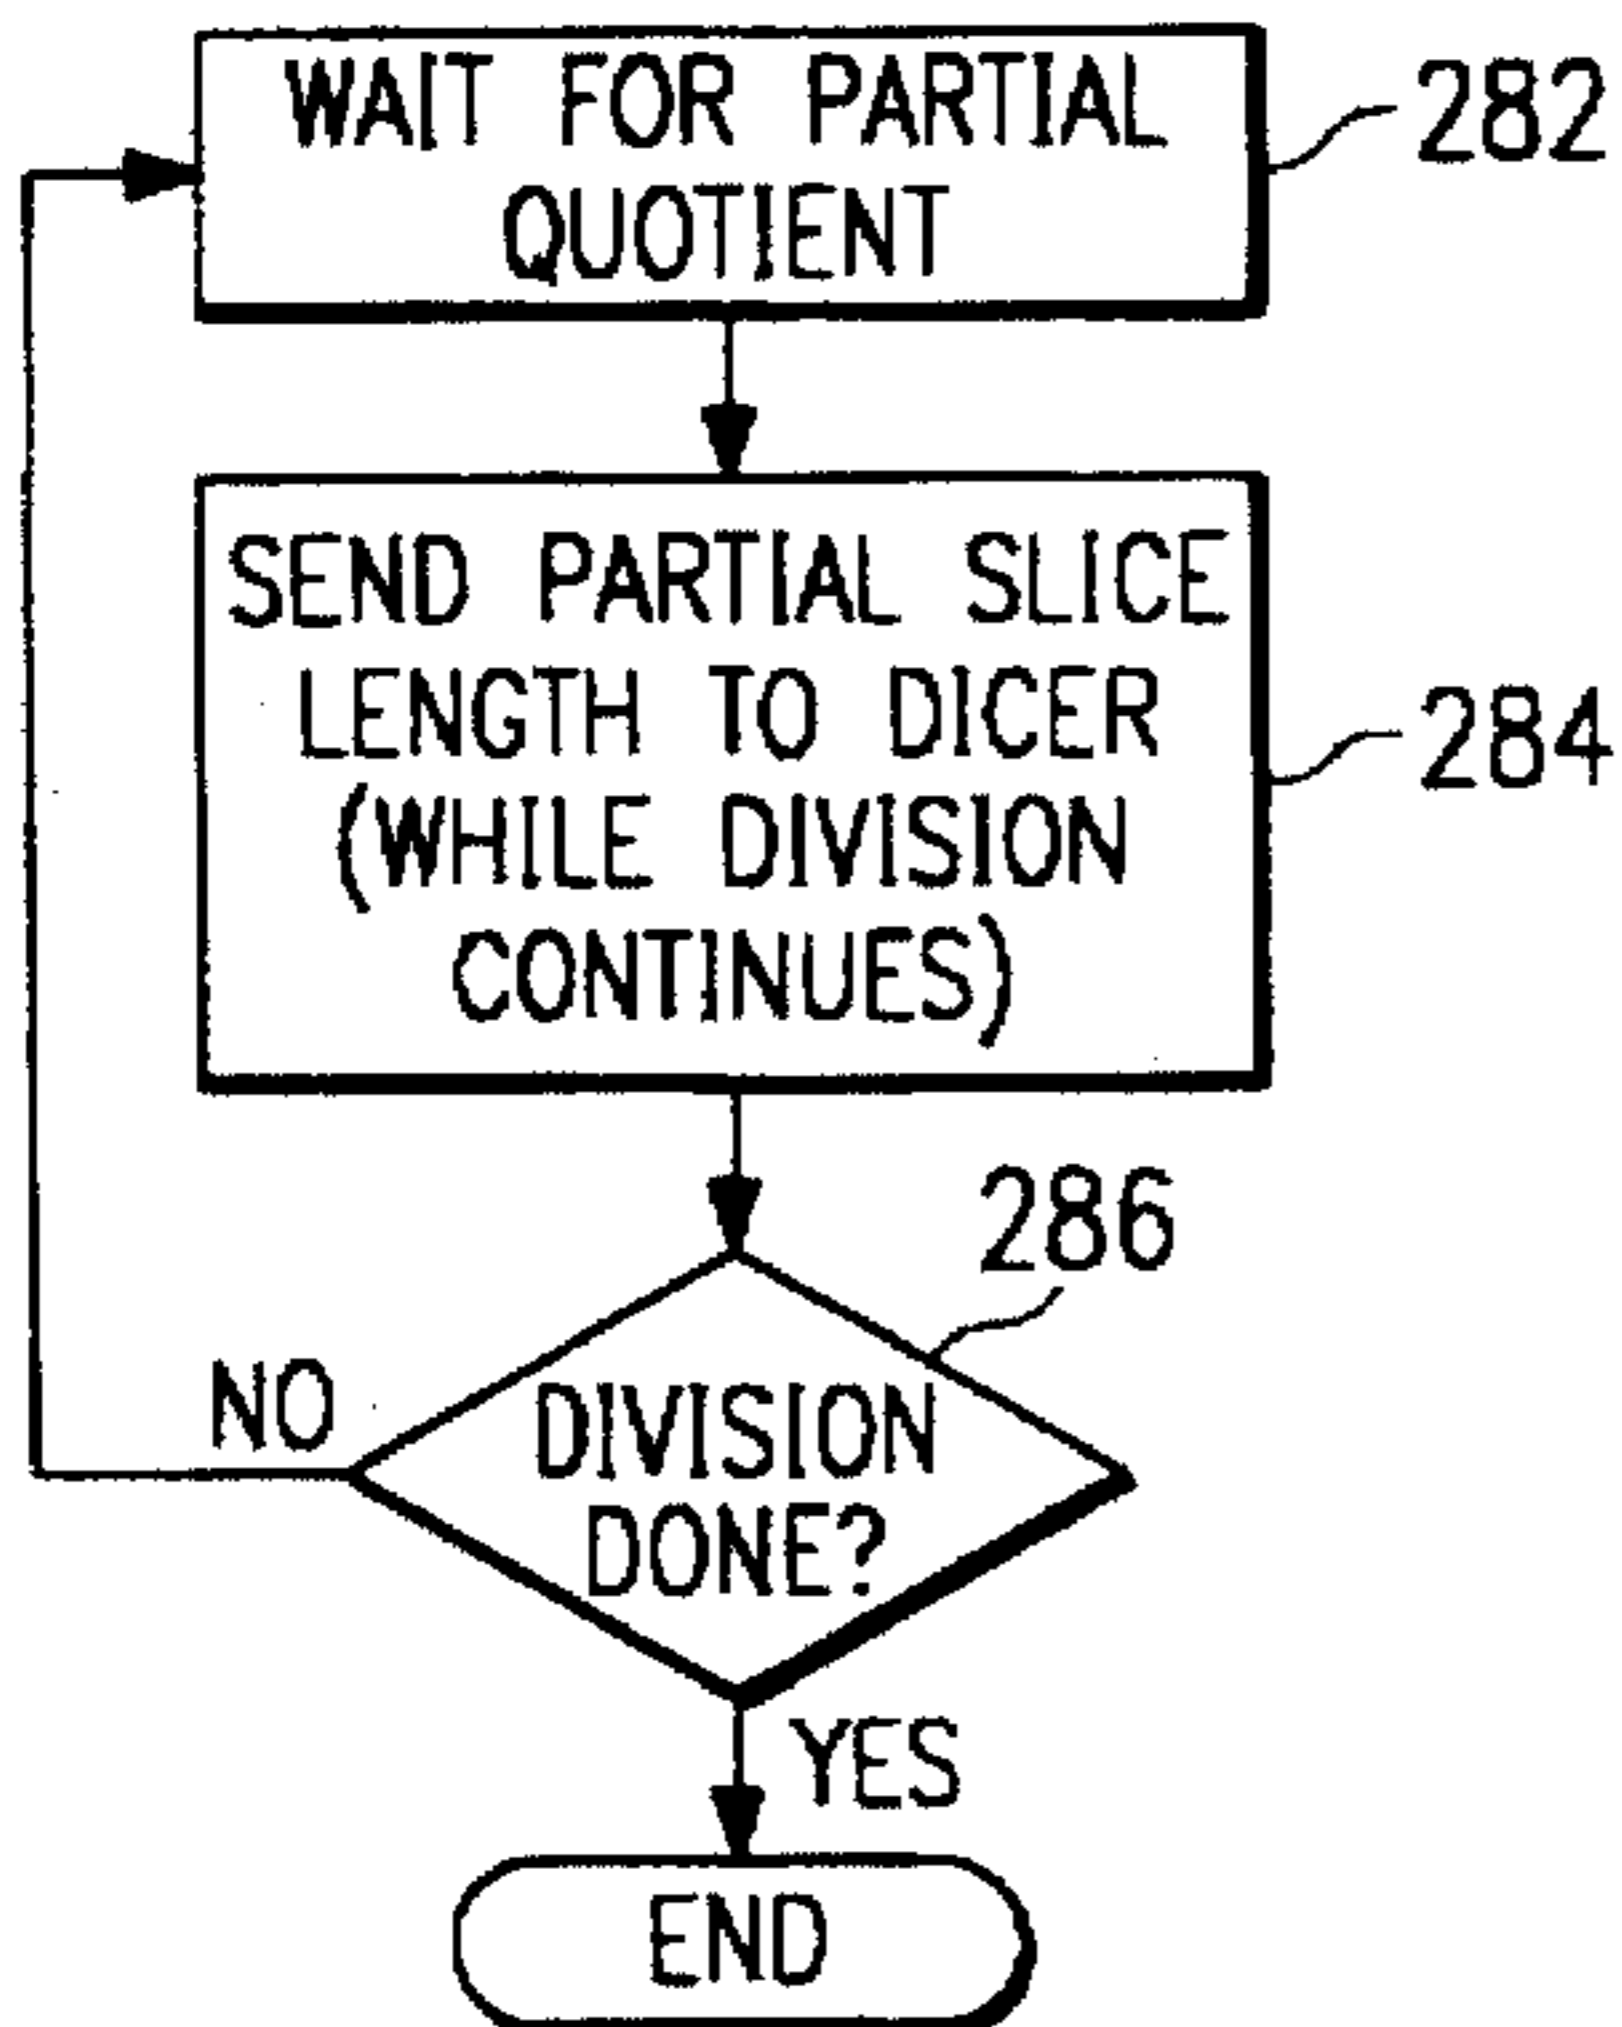 WAIT FOR PARTIAL
QUOTIENT
282
SEND PARTIAL SLICE
LENGTH TO DICER
(WHILE DIVISION
CONTINUES)
284
286
NO
DIVISION
DONE?
YES
END